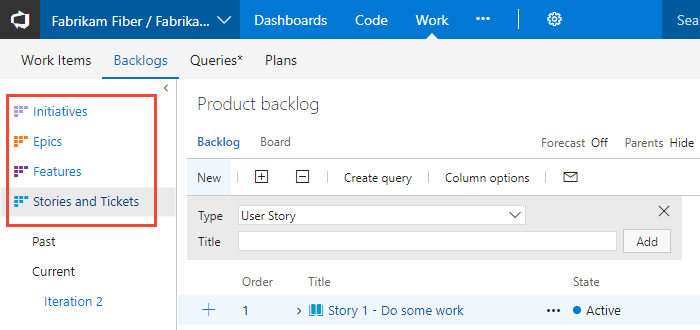 Fabrikam Fiber / Fabrika... Dashboards Code Work ••• Sea
Work Items Backlogs Queries* Plans
Initiatives
Epics
Features
Stories and Tickets
Past
Current
Iteration 2
Product backlog
Backlog Board Forecast Off Parents Hide
New Create query Column options
Type User Story
Title Add
Order Title State
1 Story 1 - Do some work ••• Active